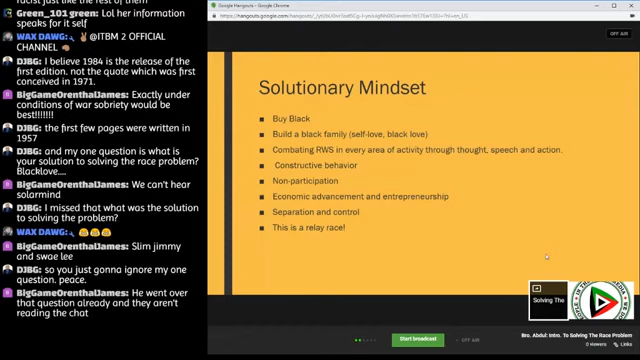 racist just like the rest of them
Green_101 green: Lol her information
speaks for it self
WAX DAWG: @ITBM 2 OFFICIAL
CHANNEL
DJBG: I believe 1984 is the release of the
first edition. not the quote which was first
conceived in 1971.
BigGameOrenthalJames: Exactly under
conditions of war sobriety would be
best!!!!!!!
DJBG: the first few pages were written in
1957
DJBG: and my one question is what is
your solution to solving the race problem?
Blacklove....
BigGameOrenthalJames: We can't hear
solarmind
DJBG: I missed that what was the solution
to solving the problem?
WAX DAWG:
BigGameOrenthalJames: Slim jimmy
and swae lee
DJBG: so you just gonna ignore my one
question. peace.
BigGameOrenthalJames: He went over
that question already and they aren't
reading the chat
Google Hangouts - Google Chrome
OFF AIR
Solutionary Mindset
Buy Black
Build a black family (self-love, black love)
Combating RWS in every area of activity through thought, speech and action.
Constructive behavior
Non-participation
Economic advancement and entrepreneurship
Separation and control
This is a relay race!
Solving The
Start broadcast
OFF AIR
Bro. Abdul: Intro. To Solving The Race Problem
0 viewers
Links